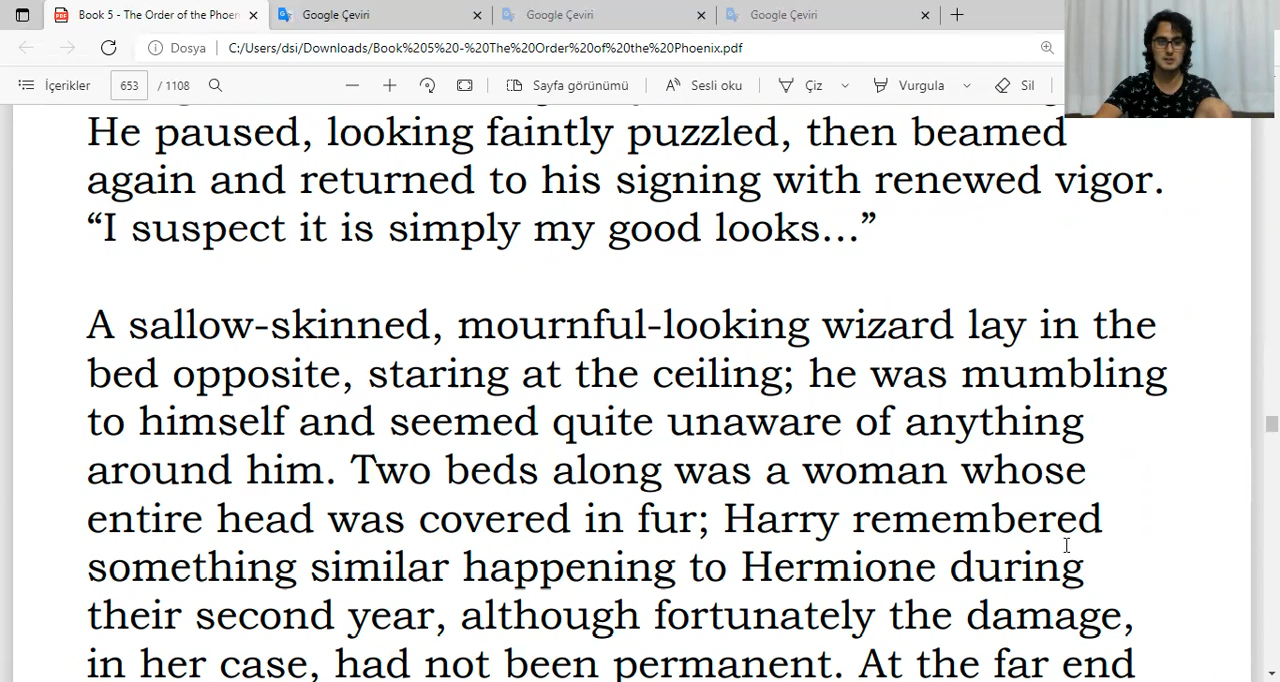 Book 5 - The Order of the Phoen
Google Çeviri
Google Çeviri
Google Çeviri
Dosya
C:/Users/dsi/Downloads/Book%205%20-%20The%20Order%20of%20the%20Phoenix.pdf
İçerikler
653 / 1108
Sayfa görünümü
Sesli oku
Çiz
Vurgula
Sil
He paused, looking faintly puzzled, then beamed
again and returned to his signing with renewed vigor.
“I suspect it is simply my good looks...”
A sallow-skinned, mournful-looking wizard lay in the
bed opposite, staring at the ceiling; he was mumbling
to himself and seemed quite unaware of anything
around him. Two beds along was a woman whose
entire head was covered in fur; Harry remembered
something similar happening to Hermione during
their second year, although fortunately the damage,
in her case, had not been permanent. At the far end